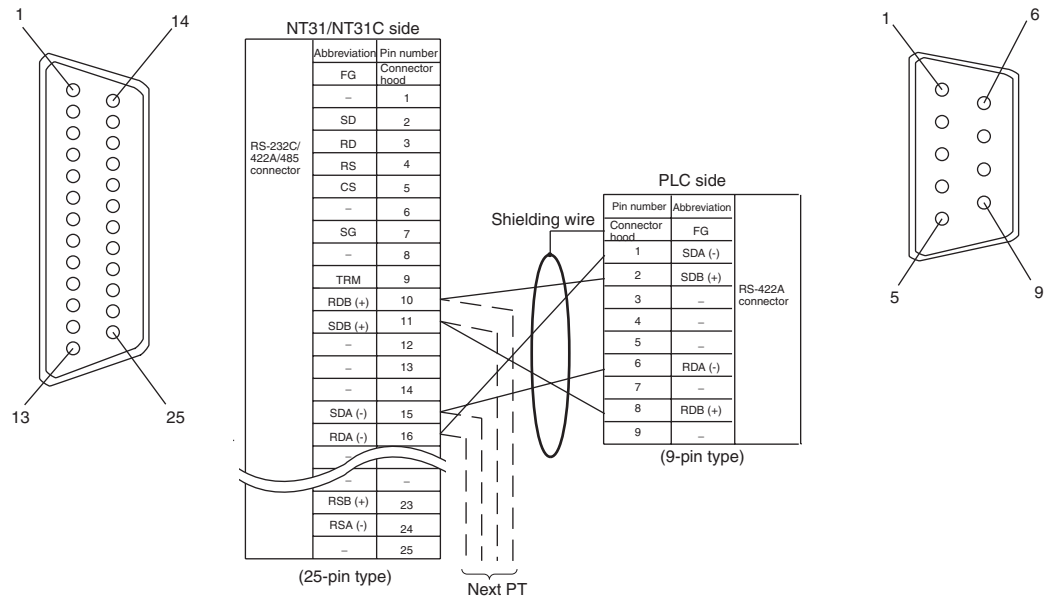 1
14
13
25
NT31/NT31C side
RS-232C/
422A/485
connector
Abbreviation Pin number
FG Connector
hood
– 1
SD 2
RD 3
RS 4
CS 5
– 6
SG 7
– 8
TRM 9
RDB (+) 10
SDB (+) 11
– 12
– 13
– 14
SDA (-) 15
RDA (-) 16
–
– –
RSB (+) 23
RSA (-) 24
– 25
(25-pin type)
Next PT
Shielding wire
PLC side
Pin number Abbreviation
Connector
hood FG
1 SDA (-)
2 SDB (+)
3 –
4 –
5 –
6 RDA (-)
7 –
8 RDB (+)
9 –
RS-422A
connector
(9-pin type)
1
6
5
9